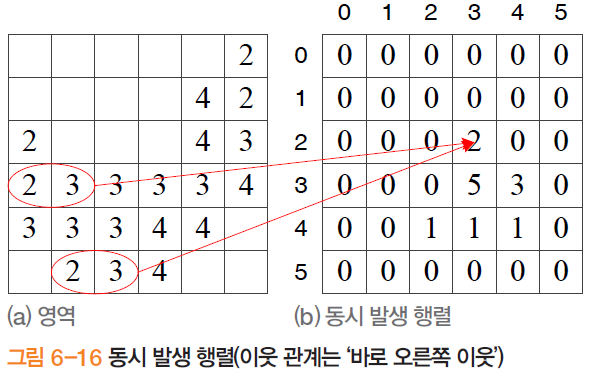 0 1 2 3 4 5
2 0 0 0 0 0 0 0
4 2 1 0 0 0 0 0 0
2 4 3 2 0 0 0 2 0 0
2 3 3 3 3 4 3 0 0 0 5 3 0
3 3 3 4 4 4 0 0 1 1 1 0
2 3 4 5 0 0 0 0 0 0
(a) 영역 (b) 동시 발생 행렬
그림 6-16 동시 발생 행렬(이웃 관계는 ‘바로 오른쪽 이웃’)